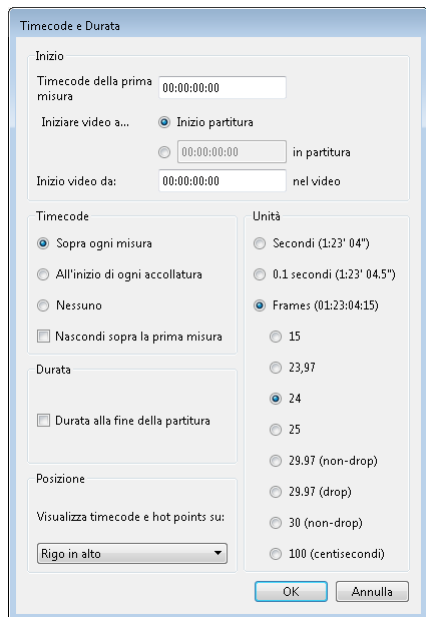 Timecode e Durata
Inizio
Timecode della prima misura
00:00:00:00
Iniziare video a...
Inizio partitura
00:00:00:00
in partitura
Inizio video da:
00:00:00:00
nel video
Timecode
Sopra ogni misura
All'inizio di ogni accollatura
Nessuno
Nascondi sopra la prima misura
Durata
Durata alla fine della partitura
Posizione
Visualizza timecode e hot points su:
Rigo in alto
Unità
Secondi (1:23' 04")
0.1 secondi (1:23' 04.5")
Frames (01:23:04:15)
15
23,97
24
25
29.97 (non-drop)
29.97 (drop)
30 (non-drop)
100 (centisecondi)
OK
Annulla